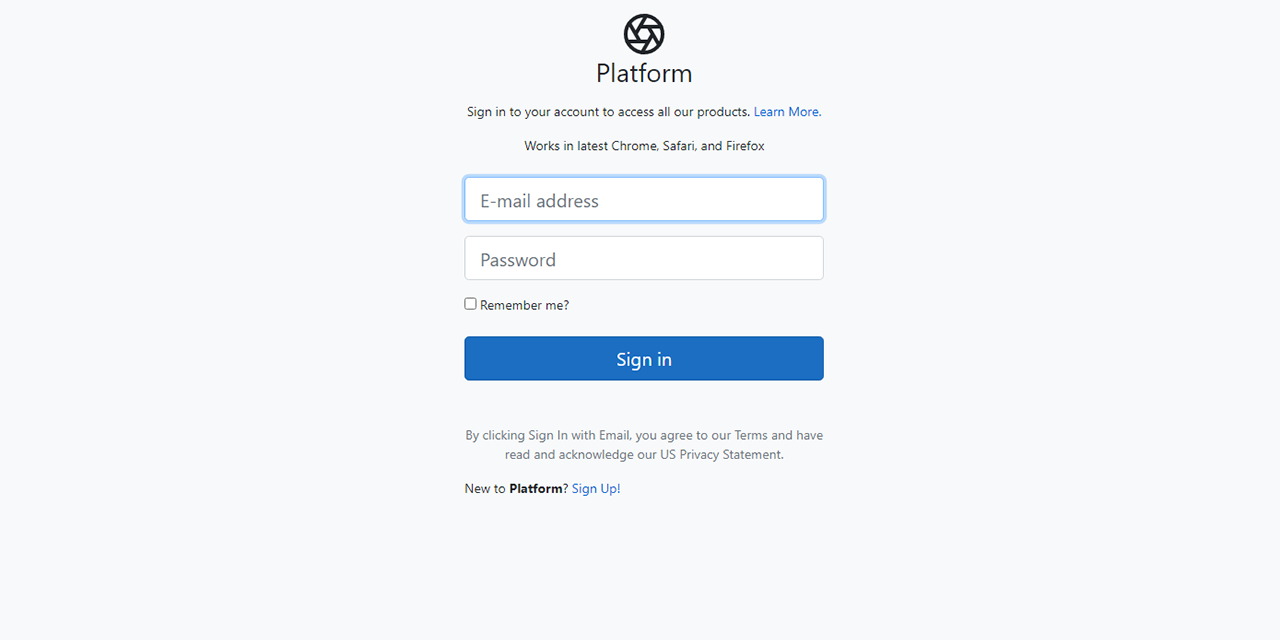 Platform
Sign in to your account to access all our products. Learn More.
Works in latest Chrome, Safari, and Firefox
E-mail address
Password
Remember me?
Sign in
By clicking Sign In with Email, you agree to our Terms and have
read and acknowledge our US Privacy Statement.
New to Platform? Sign Up!